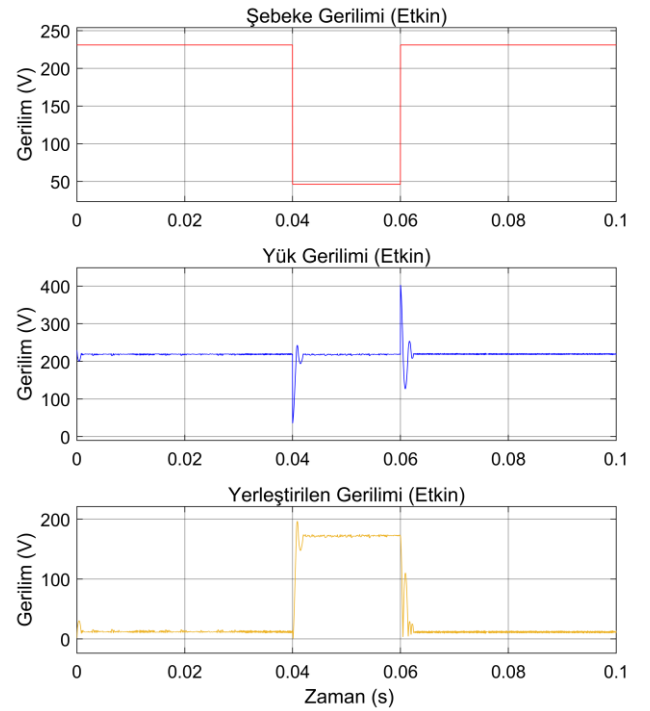 Şebeke Gerilimi (Etkin)
250
200
150
100
50
Gerilim (V)
0 0.02 0.04 0.06 0.08 0.1
Yük Gerilimi (Etkin)
400
300
200
100
0
Gerilim (V)
0 0.02 0.04 0.06 0.08 0.1
Yerleştirilen Gerilimi (Etkin)
200
100
0
Gerilim (V)
0 0.02 0.04 0.06 0.08 0.1
Zaman (s)